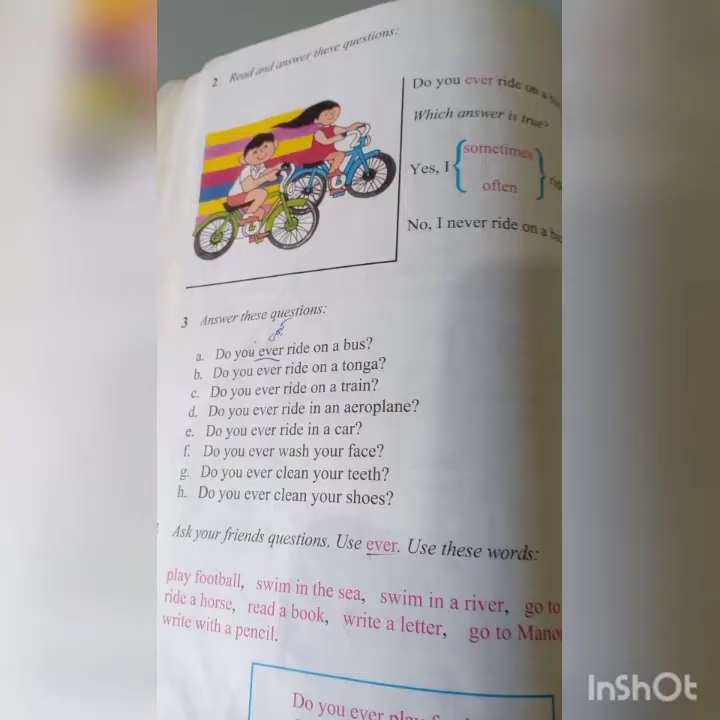 2 Read and answer these questions:
Do you ever ride on a
Which answer is true?
sometimes
Yes, I
often
No, I never ride on a
3 Answer these questions:
a. Do you ever ride on a bus?
b. Do you ever ride on a tonga?
c. Do you ever ride on a train?
d. Do you ever ride in an aeroplane?
e. Do you ever ride in a car?
f. Do you ever wash your face?
g. Do you ever clean your teeth?
h. Do you ever clean your shoes?
Ask your friends questions. Use ever. Use these words:
play football, swim in the sea, swim in a river, go to
ride a horse, read a book, write a letter, go to
write with a pencil.
Do you ever
InShOt